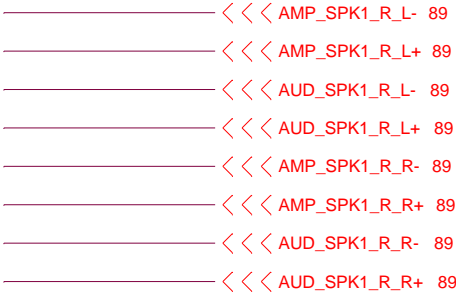 AMP_SPK1_R_L- 89
AMP_SPK1_R_L+ 89
AUD_SPK1_R_L- 89
AUD_SPK1_R_L+ 89
AMP_SPK1_R_R- 89
AMP_SPK1_R_R+ 89
AUD_SPK1_R_R- 89
AUD_SPK1_R_R+ 89